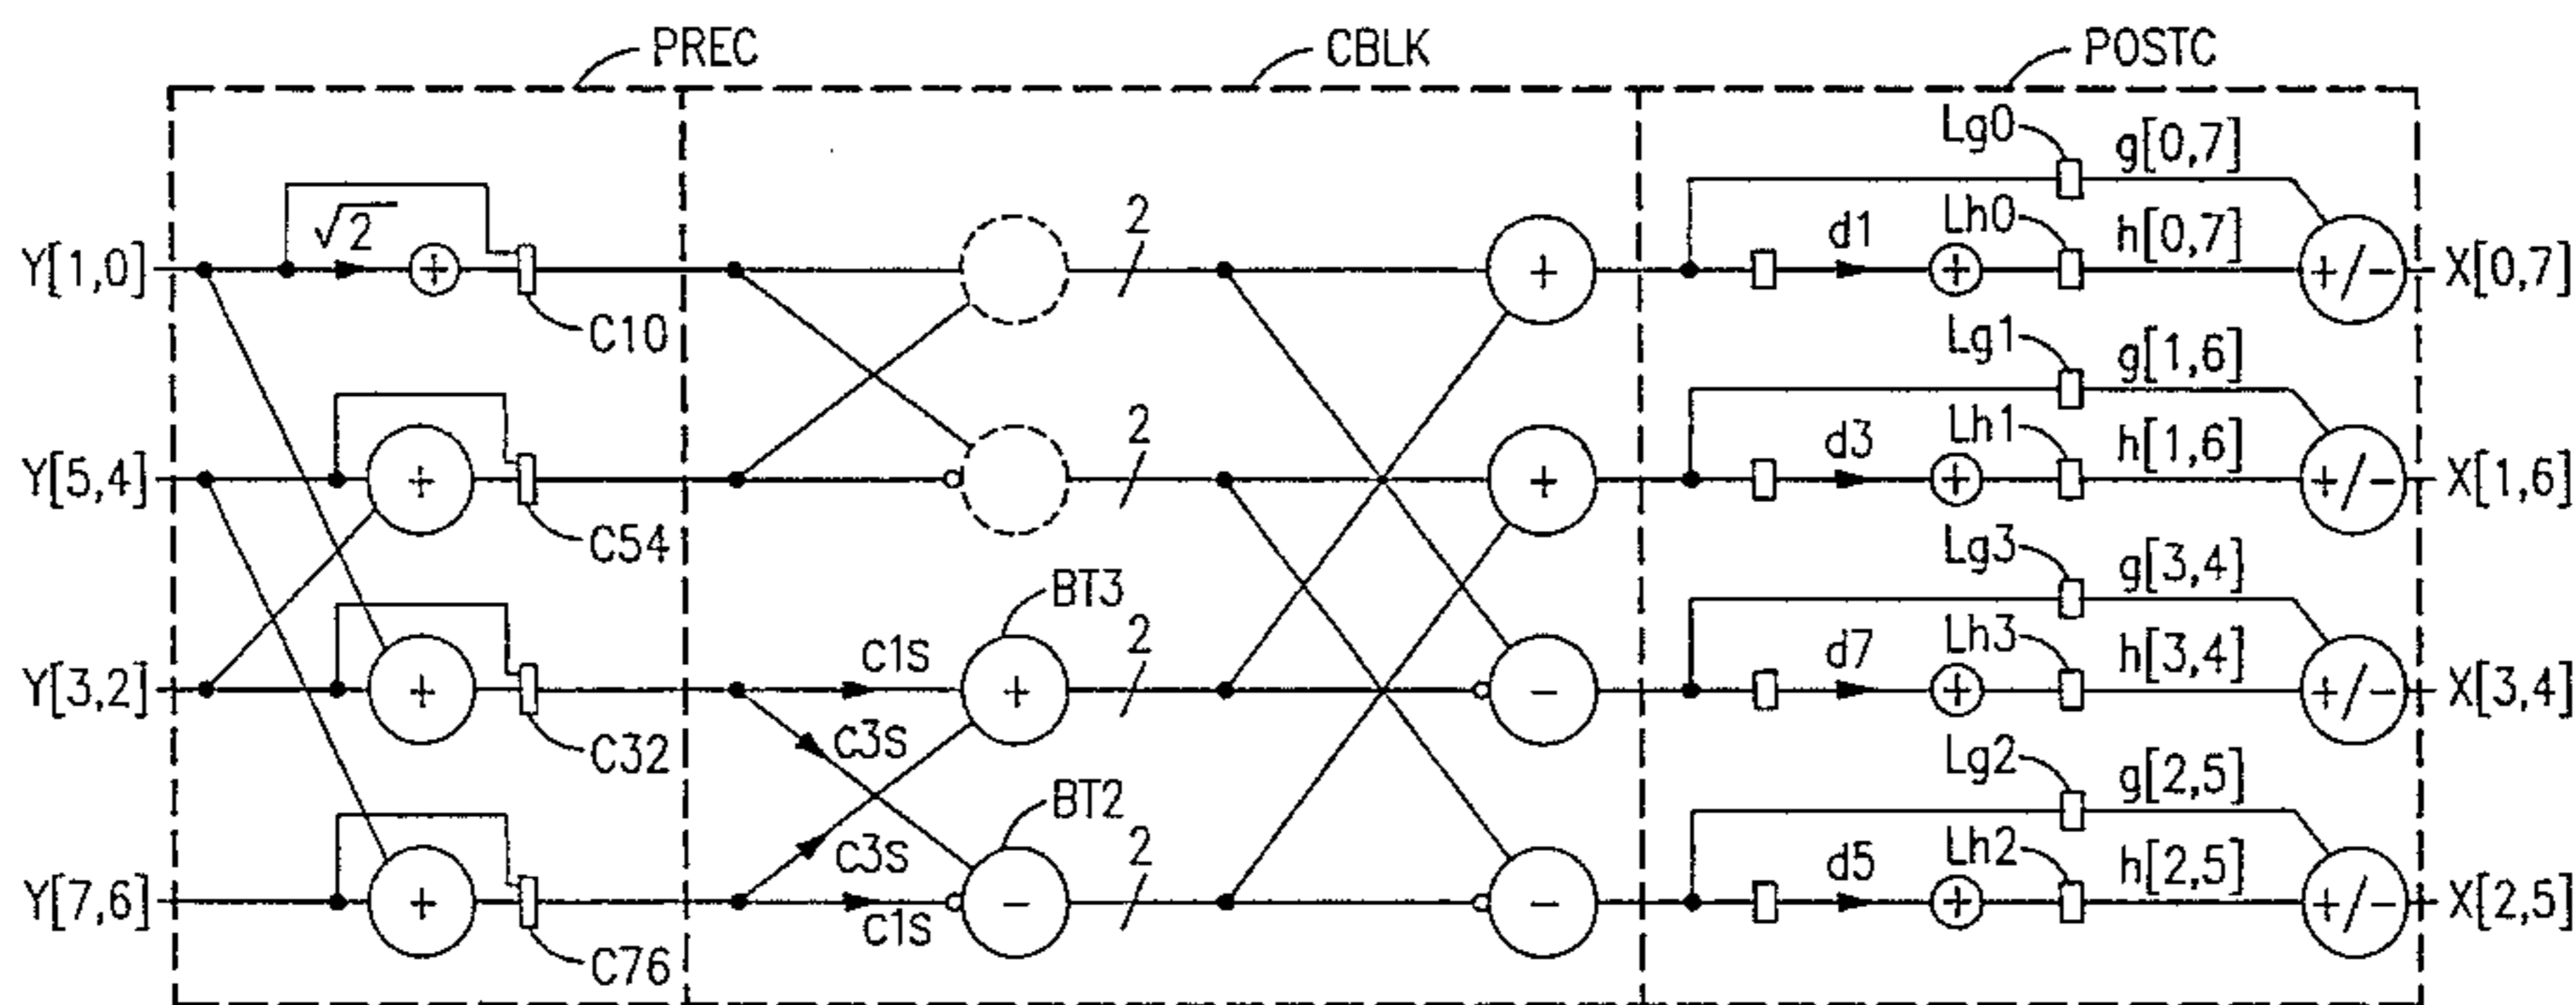 PREC
CBLK
POSTC
Lg0
g[0,7]
Y[1,0]
√2
+
C10
2
+
d1
Lh0
+
h[0,7]
+/-
X[0,7]
Lg1
g[1,6]
Y[5,4]
+
C54
2
+
d3
Lh1
+
h[1,6]
+/-
X[1,6]
Lg3
g[3,4]
Y[3,2]
+
C32
c1s
BT3
+
2
-
d7
Lh3
+
h[3,4]
+/-
X[3,4]
c3s
Lg2
g[2,5]
Y[7,6]
+
C76
c3s
c1s
BT2
-
2
-
d5
Lh2
+
h[2,5]
+/-
X[2,5]